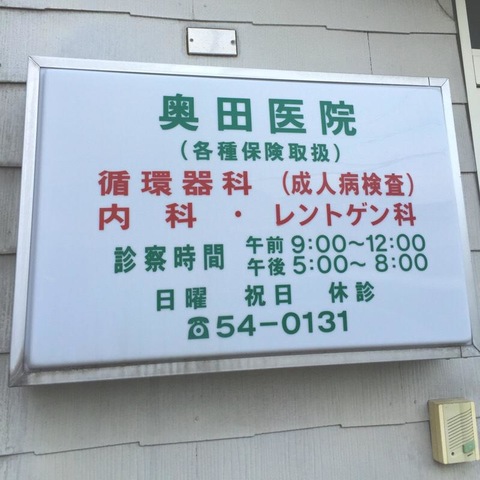 奥田医院
(各種保険取扱)
循環器科 (成人病検査)
内科・レントゲン科
診察時間 午前 9:00〜12:00
午後 5:00〜 8:00
日曜 祝日 休診
☎54-0131